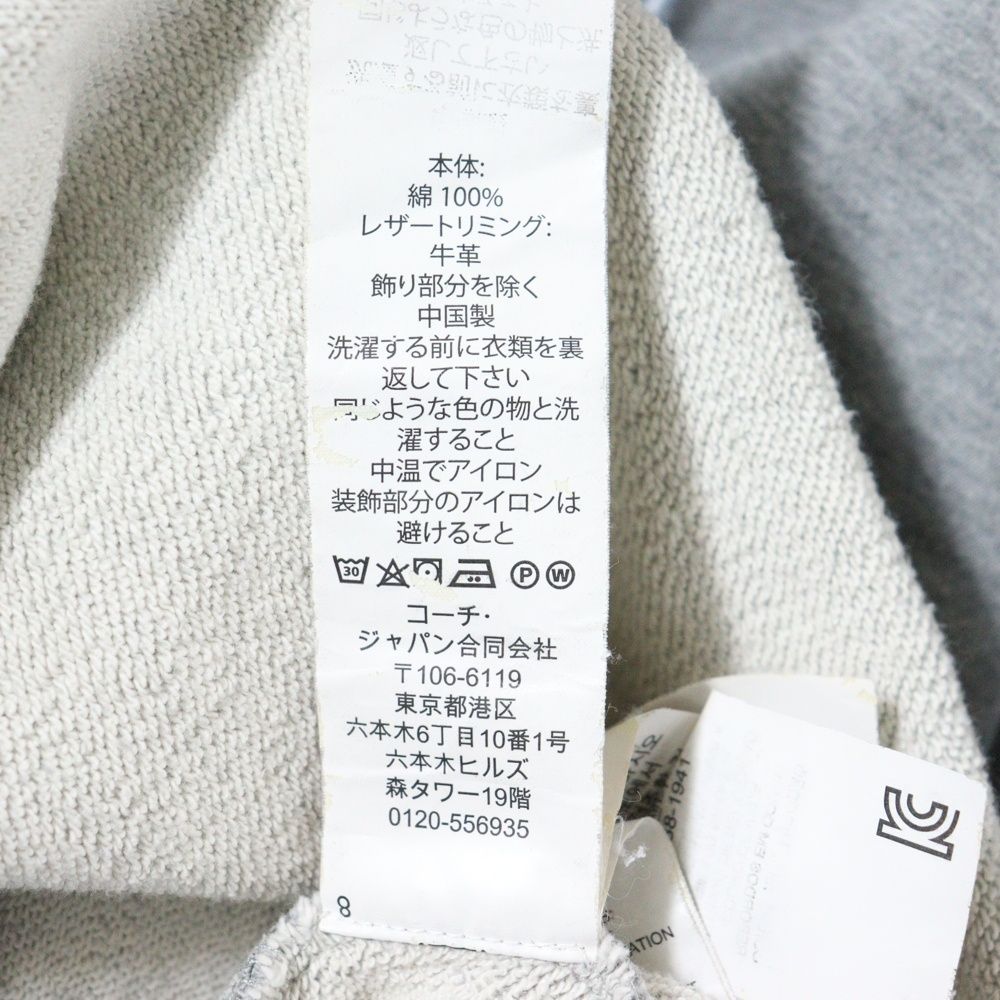 本体:
綿 100%
レザートリミング:
牛革
飾り部分を除く
中国製
洗濯する前に衣類を裏
返して下さい
同じような色の物と洗
濯すること
中温でアイロン
装飾部分のアイロンは
避けること
30 P W
コーチ・
ジャパン合同会社
〒106-6119
東京都港区
六本木6丁目10番1号
六本木ヒルズ
森タワー19階
0120-556935
8
8-1941
ATION